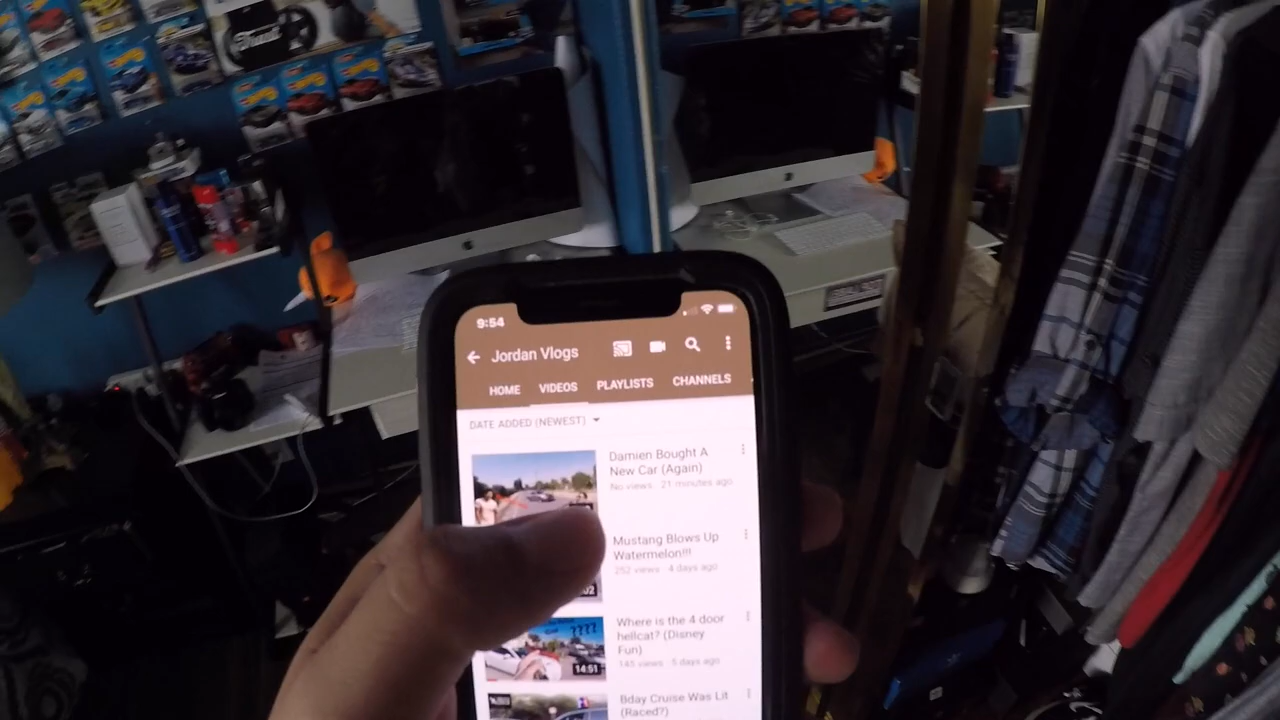 9:54
Jordan Vlogs
HOME VIDEOS PLAYLISTS CHANNELS
DATE ADDED (NEWEST)
Damien Bought A
New Car (Again)
No views · 21 minutes ago
Mustang Blows Up
Watermelon!!!
252 views · 4 days ago
Where is the 4 door
hellcat? (Disney
Fun)
145 views · 5 days ago
????
14:51
Bday Cruise Was Lit
(Raced?)